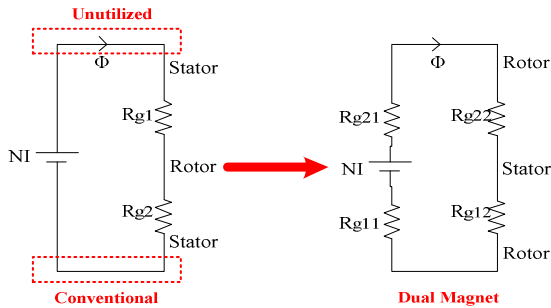 Unutilized
Φ
Stator
Rg1
NI
Rotor
Rg2
Stator
Conventional
Φ
Rotor
Rg21
Rg22
NI
Stator
Rg11
Rg12
Rotor
Dual Magnet